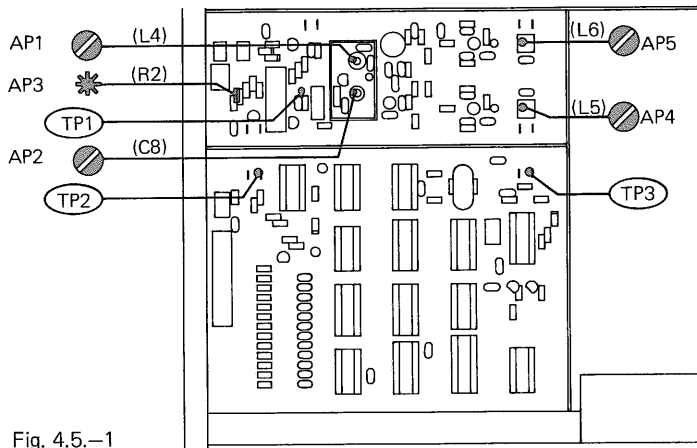 AP1 (L4) (L6) AP5
AP3 (R2)
TP1 (L5) AP4
AP2 (C8)
TP2 TP3
Fig. 4.5.—1